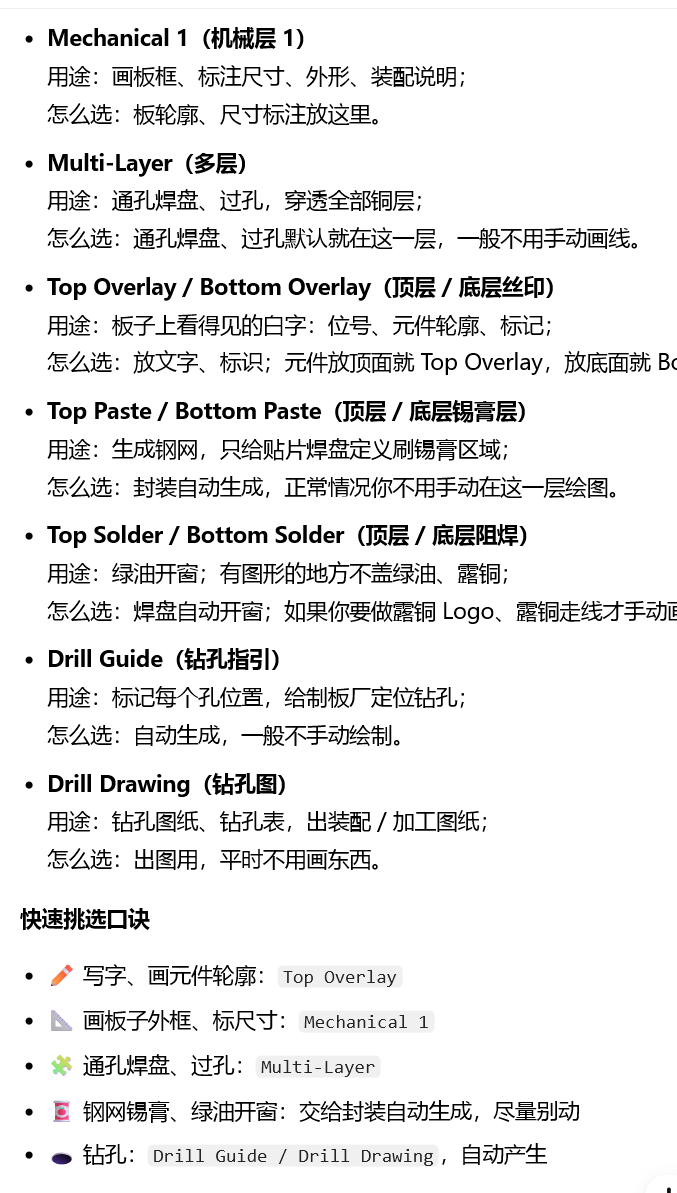 Mechanical 1（机械层 1）
用途：画板框、标注尺寸、外形、装配说明；
怎么选：板轮廓、尺寸标注放这里。
Multi-Layer（多层）
用途：通孔焊盘、过孔，穿透全部铜层；
怎么选：通孔焊盘、过孔默认就在这一层，一般不用手动画线。
Top Overlay / Bottom Overlay（顶层 / 底层丝印）
用途：板子上看得见的白字：位号、元件轮廓、标记；
怎么选：放文字、标识；元件放顶面就 Top Overlay，放底面就 Bo
Top Paste / Bottom Paste（顶层 / 底层锡膏层）
用途：生成钢网，只给贴片焊盘定义刷锡膏区域；
怎么选：封装自动生成，正常情况你不用手动在这一层绘图。
Top Solder / Bottom Solder（顶层 / 底层阻焊）
用途：绿油开窗；有图形的地方不盖绿油、露铜；
怎么选：焊盘自动开窗；如果你要做露铜 Logo、露铜走线才手动画
Drill Guide（钻孔指引）
用途：标记每个孔位置，给制板厂定位钻孔；
怎么选：自动生成，一般不手动绘制。
Drill Drawing（钻孔图）
用途：钻孔图纸、钻孔表，出装配 / 加工图纸；
怎么选：出图用，平时不用画东西。
快速挑选口诀
写字、画元件轮廓：Top Overlay
画板子外框、标尺寸：Mechanical 1
通孔焊盘、过孔：Multi-Layer
钢网锡膏、绿油开窗：交给封装自动生成，尽量别动
钻孔：Drill Guide / Drill Drawing，自动产生